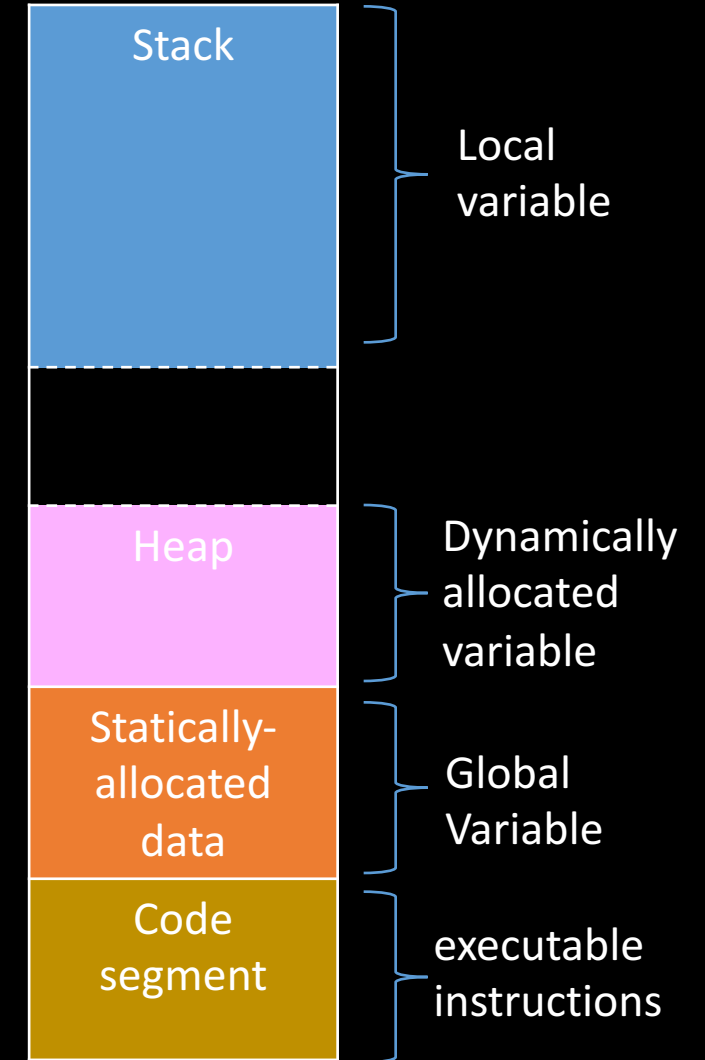 Stack
Local
variable
Heap
Dynamically
allocated
variable
Statically-
allocated
data
Global
Variable
Code
segment
executable
instructions